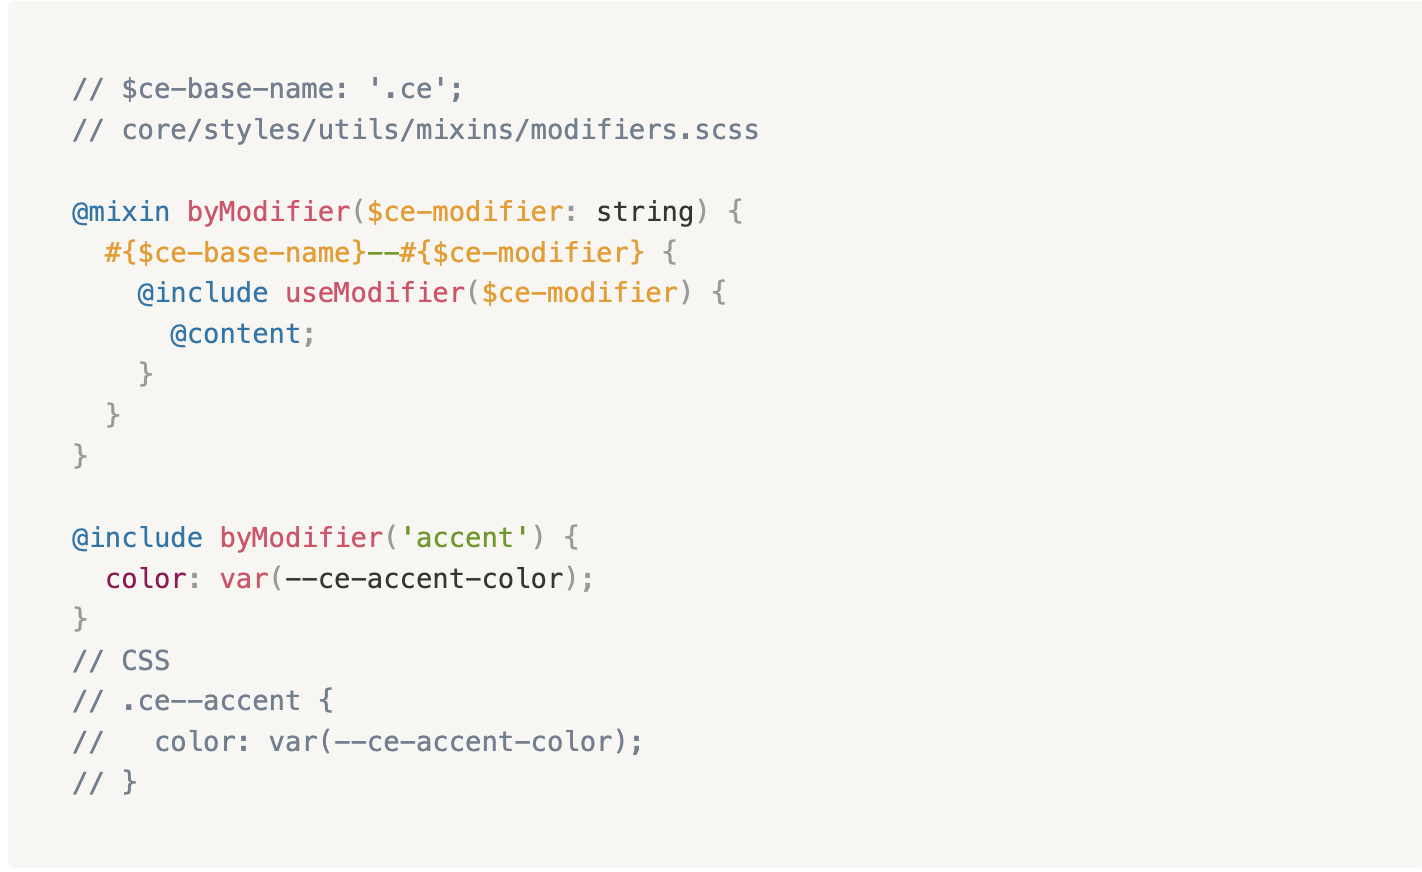 // $ce-base-name: '.ce';
// core/styles/utils/mixins/modifiers.scss

@mixin byModifier($ce-modifier: string) {
  #{$ce-base-name}--#{$ce-modifier} {
    @include useModifier($ce-modifier) {
      @content;
    }
  }
}

@include byModifier('accent') {
  color: var(--ce-accent-color);
}
// CSS
// .ce--accent {
//   color: var(--ce-accent-color);
// }